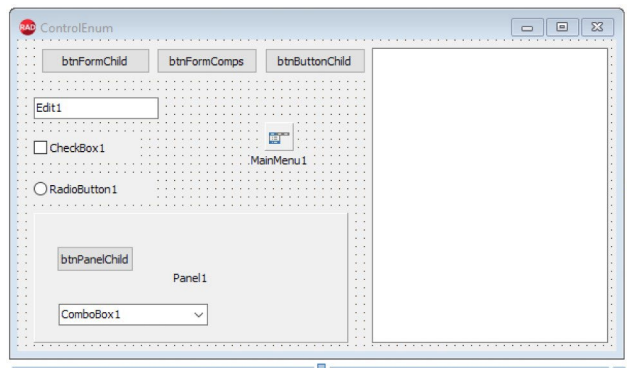 RAD ControlEnum
btnFormChild btnFormComps btnButtonChild
Edit1
CheckBox1
MainMenu1
RadioButton1
btnPanelChild
Panel1
ComboBox1